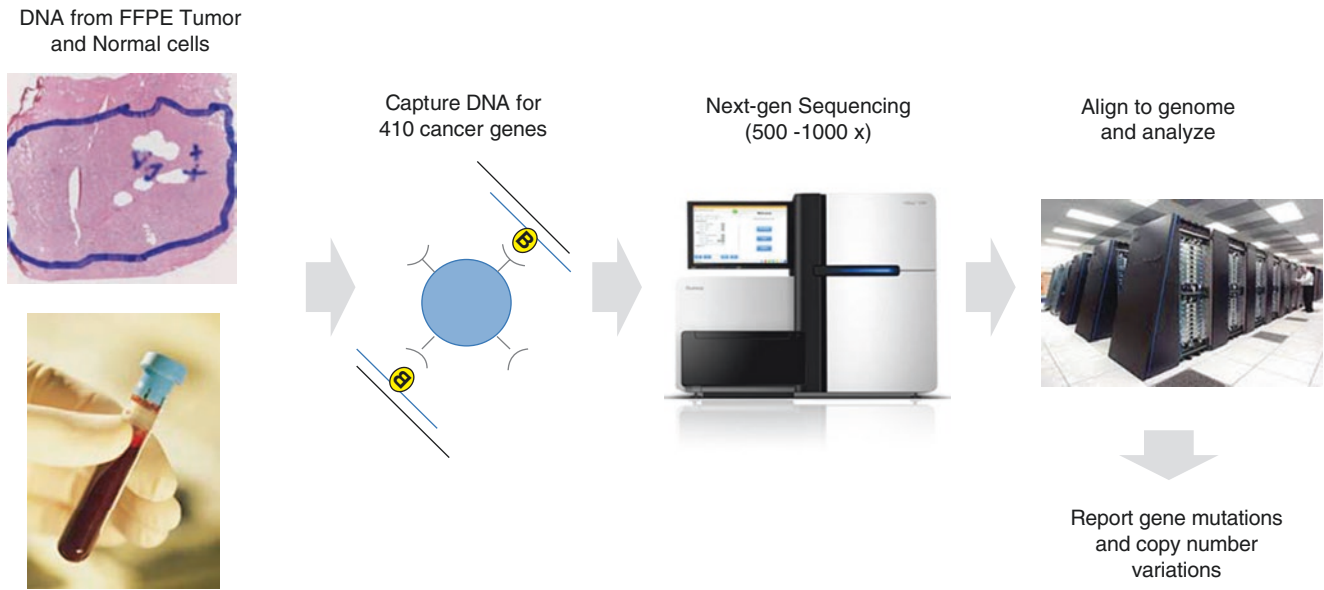 DNA from FFPE Tumor
and Normal cells
Capture DNA for
410 cancer genes
Next-gen Sequencing
(500 -1000 x)
Align to genome
and analyze
B
B
Report gene mutations
and copy number
variations